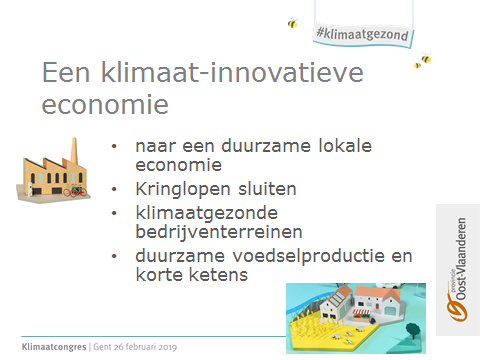 #klimaatgezond
Een klimaat-innovatieve
economie
• naar een duurzame lokale
economie
• Kringlopen sluiten
• klimaatgezonde
bedrijventerreinen
• duurzame voedselproductie en
korte ketens
provincie
Oost-Vlaanderen
Klimaatcongres | Gent 26 februari 2019